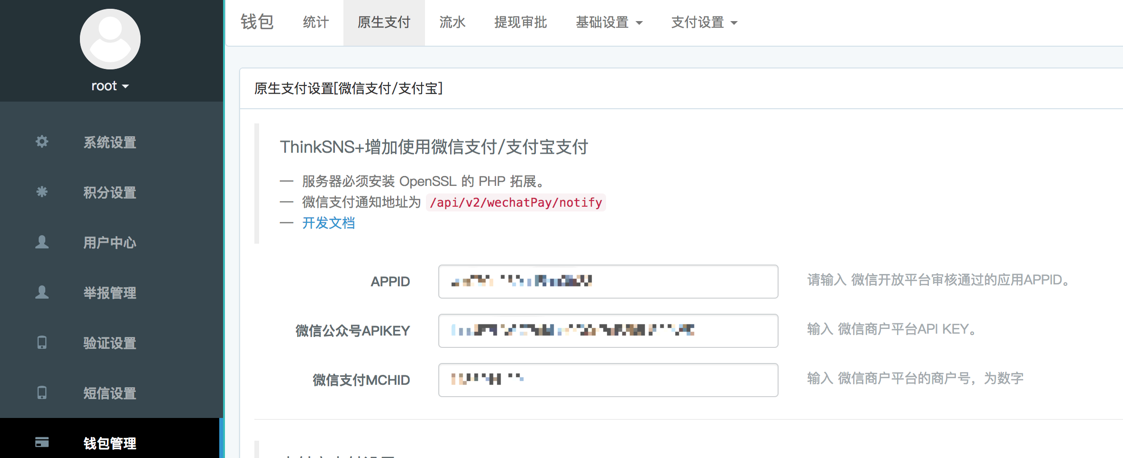 root
系统设置
积分设置
用户中心
举报管理
验证设置
短信设置
钱包管理
钱包 统计 原生支付 流水 提现审批 基础设置 支付设置
原生支付设置[微信支付/支付宝]
ThinkSNS+增加使用微信支付/支付宝支付
— 服务器必须安装 OpenSSL 的 PHP 拓展。
— 微信支付通知地址为 /api/v2/wechatPay/notify
— 开发文档
APPID 请输入 微信开放平台审核通过的应用APPID。
微信公众号APIKEY 输入 微信商户平台API KEY。
微信支付MCHID 输入 微信商户平台的商户号，为数字